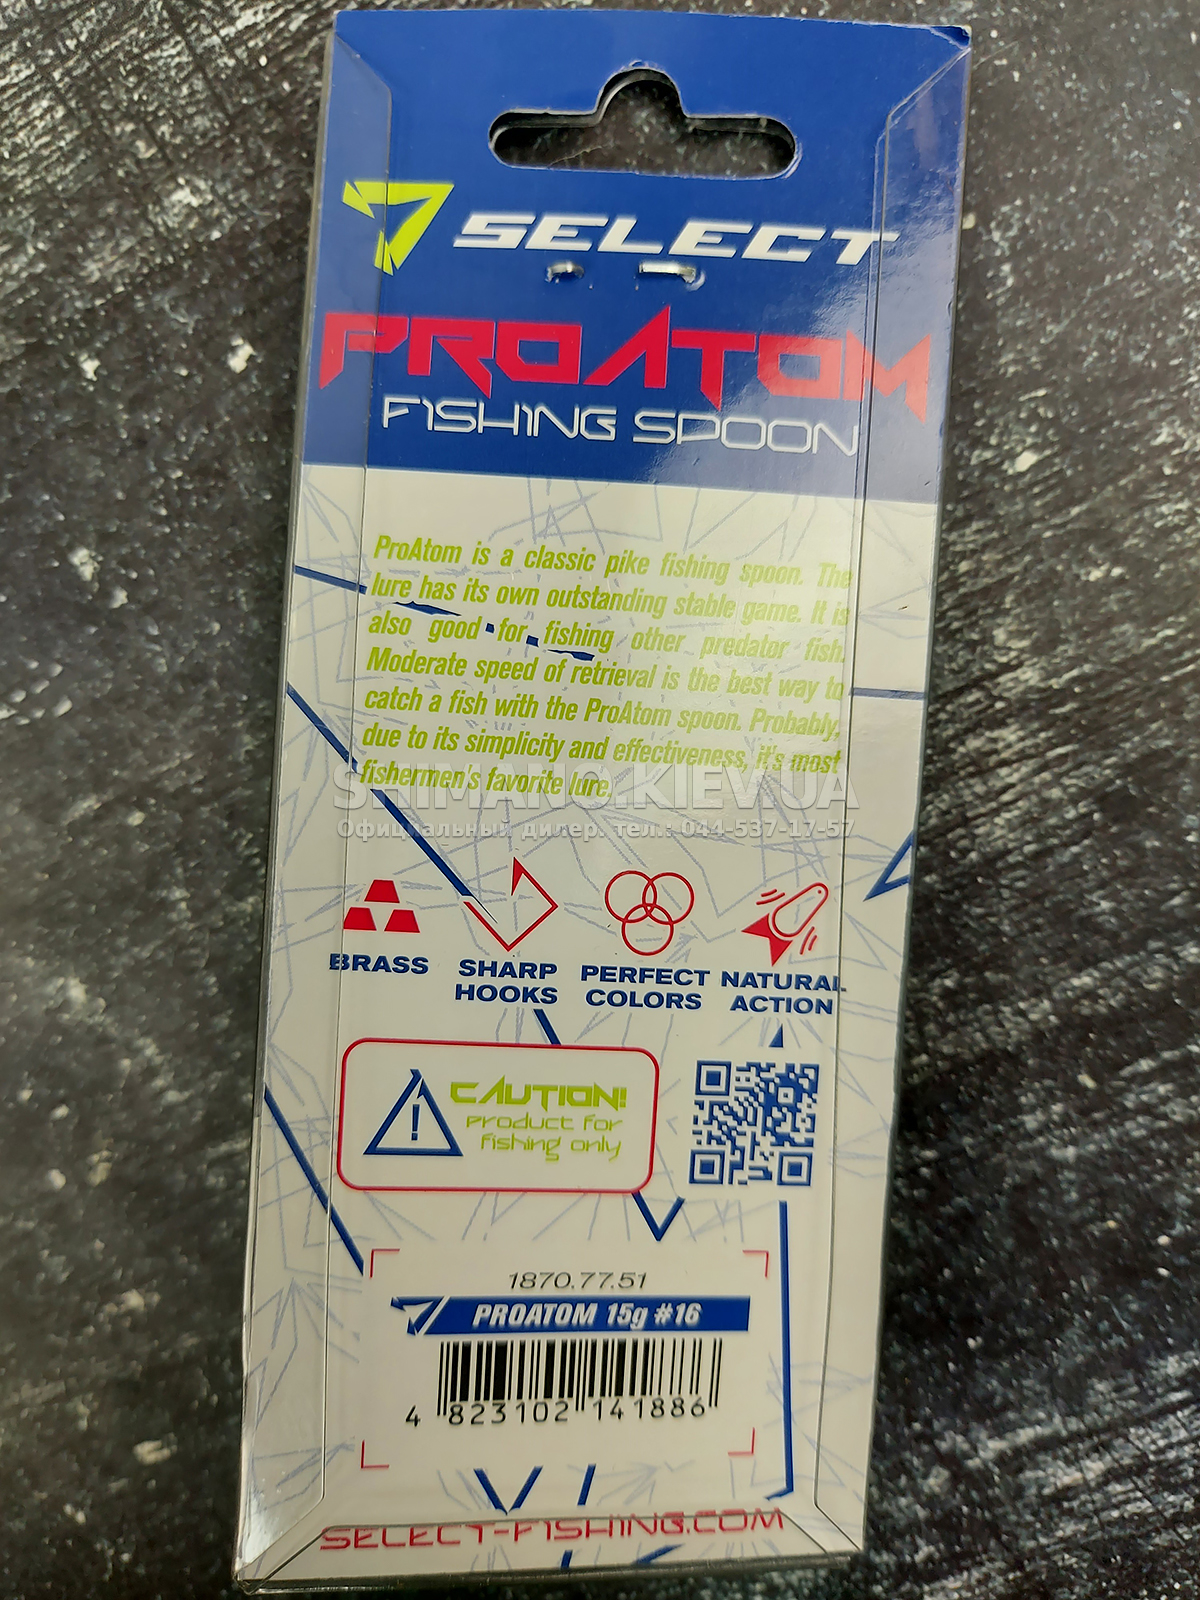 SELECT
PROATOM
FISHING SPOON
ProAtom is a classic pike fishing spoon. The
lure has its own outstanding stable game. It is
also good for fishing other predator fish.
Moderate speed of retrieval is the best way to
catch a fish with the ProAtom spoon. Probably,
due to its simplicity and effectiveness, it's most
fishermen's favorite lure.
SHIMANO.KIEV.UA
Официальный дилер. тел.: 044-537-17-57
BRASS
SHARP HOOKS
PERFECT COLORS
NATURAL ACTION
CAUTION!
product for
fishing only
1870.77.51
PROATOM 15g #16
4 823102 141886
SELECT-FISHING.COM